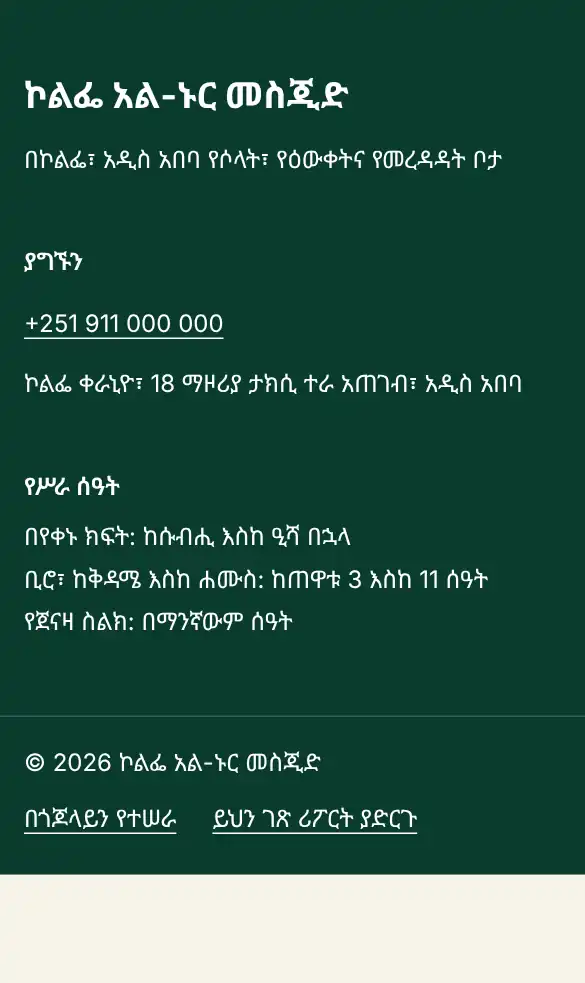 ኮልፌ አል-ኑር መስጂድ
በኮልፌ፣ አዲስ አበባ የሶላት፣ የዕውቀትና የመረዳዳት ቦታ
ያግኙን
+251 911 000 000
ኮልፌ ቀራኒዮ፣ 18 ማዞሪያ ታክሲ ተራ አጠገብ፣ አዲስ አበባ
የሥራ ሰዓት
በየቀኑ ክፍት: ከሱብሒ እስከ ዒሻ በኋላ
ቢሮ፣ ከቅዳሜ እስከ ሐሙስ: ከጠዋቱ 3 እስከ 11 ሰዓት
የጀናዛ ስልክ: በማንኛውም ሰዓት
© 2026 ኮልፌ አል-ኑር መስጂድ
በጎጆላይን የተሠራ ይህን ገጽ ሪፖርት ያድርጉ